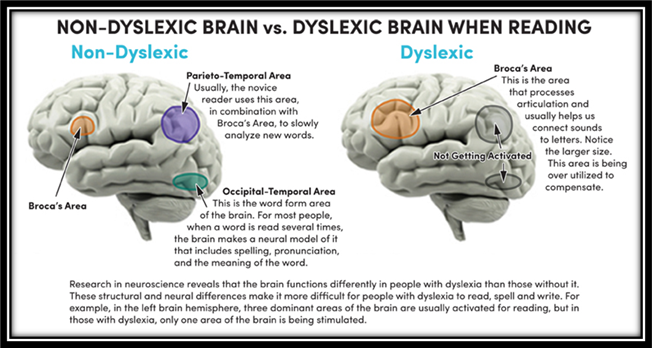 NON-DYSLEXIC BRAIN vs. DYSLEXIC BRAIN WHEN READING
Non-Dyslexic
Parieto-Temporal Area
Usually, the novice
reader uses this area,
in combination with
Broca's Area, to slowly
analyze new words.
Broca's Area
Occipital-Temporal Area
This is the word form area
of the brain. For most people,
when a word is read several times,
the brain makes a neural model of it
that includes spelling, pronunciation,
and the meaning of the word.
Dyslexic
Broca's Area
This is the area
that processes
articulation and
usually helps us
connect sounds
to letters. Notice
the larger size.
This area is being
over utilized to
compensate.
Not Getting Activated
Research in neuroscience reveals that the brain functions differently in people with dyslexia than those without it.
These structural and neural differences make it more difficult for people with dyslexia to read, spell and write. For
example, in the left brain hemisphere, three dominant areas of the brain are usually activated for reading, but in
those with dyslexia, only one area of the brain is being stimulated.